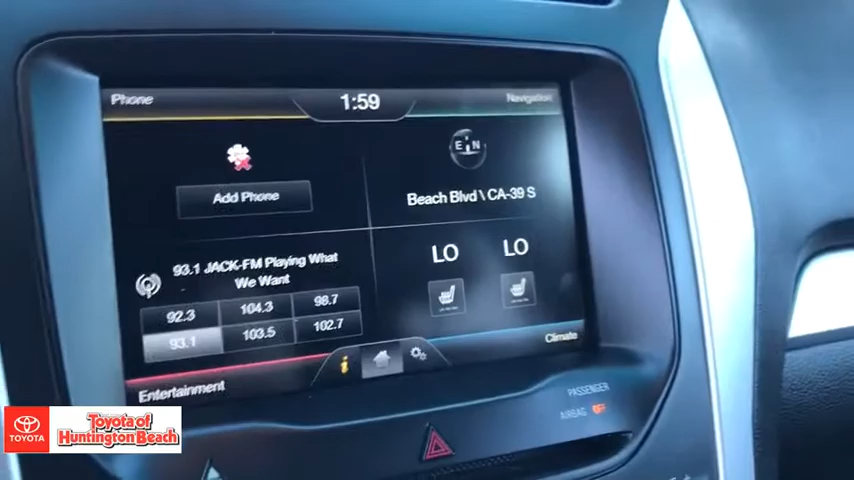 Phone
1:59
Navigation
E N
Add Phone
Beach Blvd \ CA-39 S
93.1 JACK-FM Playing What
We Want
LO LO
92.3 104.3 98.7
93.1 103.5 102.7
Climate
Entertainment
i
PASSENGER
AIRBAG OFF
TOYOTA
Toyota of
Huntington Beach